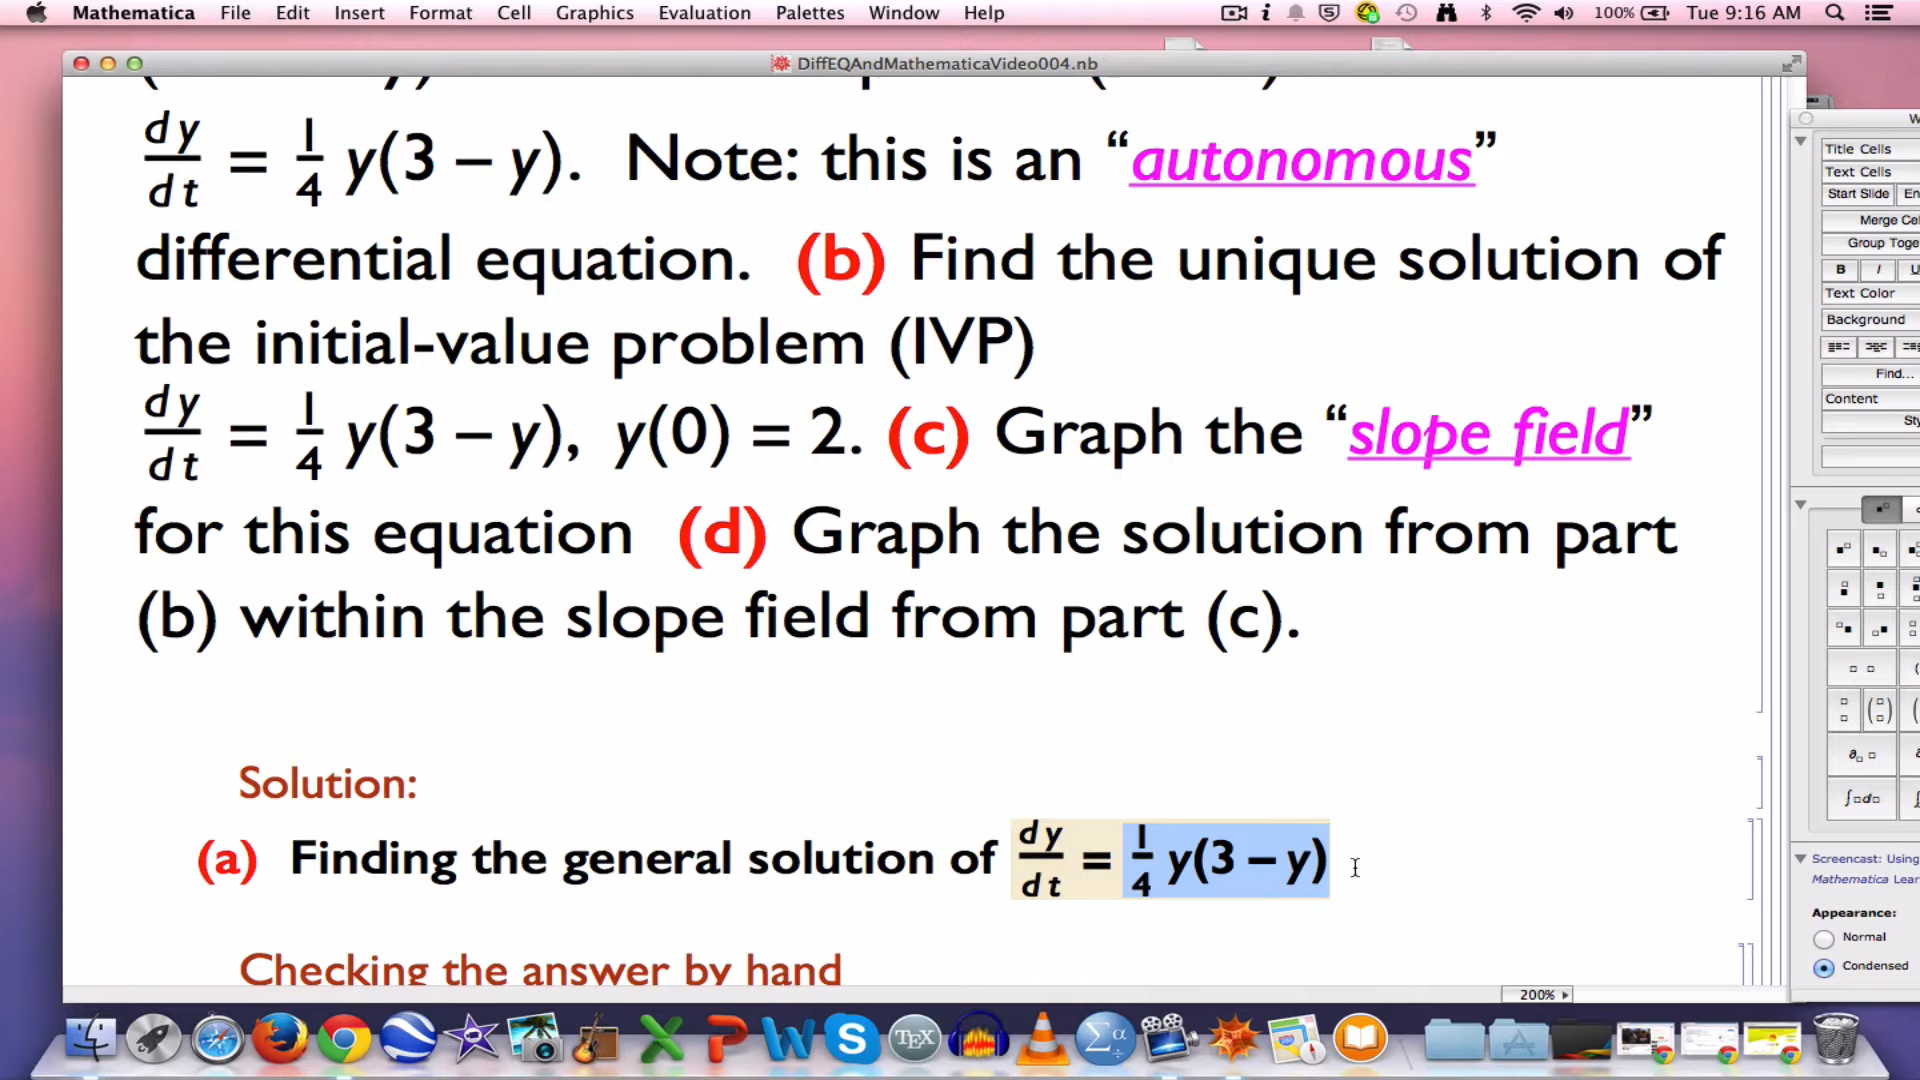 Mathematica File Edit Insert Format Cell Graphics Evaluation Palettes Window Help 100% Tue 9:16 AM
DiffEQAndMathematicaVideo004.nb
dy/dt = 1/4 y(3 – y). Note: this is an “autonomous”
differential equation. (b) Find the unique solution of
the initial-value problem (IVP)
dy/dt = 1/4 y(3 – y), y(0) = 2. (c) Graph the “slope field”
for this equation (d) Graph the solution from part
(b) within the slope field from part (c).
Solution:
(a) Finding the general solution of dy/dt = 1/4 y(3 – y)
Checking the answer by hand
200%
Title Cells
Text Cells
Start Slide
Merge Cel
Group Toge
B I U
Text Color
Background
Find...
Content
Sty
Screencast: Using
Mathematica Lear
Appearance:
Normal
Condensed
TEX